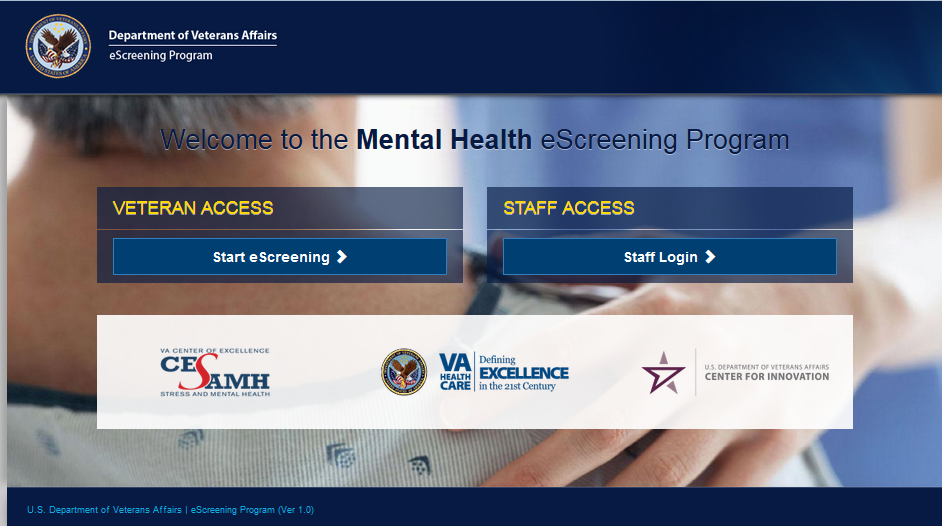 Department of Veterans Affairs
eScreening Program
Welcome to the Mental Health eScreening Program
VETERAN ACCESS
Start eScreening
STAFF ACCESS
Staff Login
VA CENTER OF EXCELLENCE
CESAMH
STRESS AND MENTAL HEALTH
VA
HEALTH
CARE
Defining
EXCELLENCE
in the 21st Century
U.S. DEPARTMENT OF VETERANS AFFAIRS
CENTER FOR INNOVATION
U.S. Department of Veterans Affairs | eScreening Program (Ver 1.0)